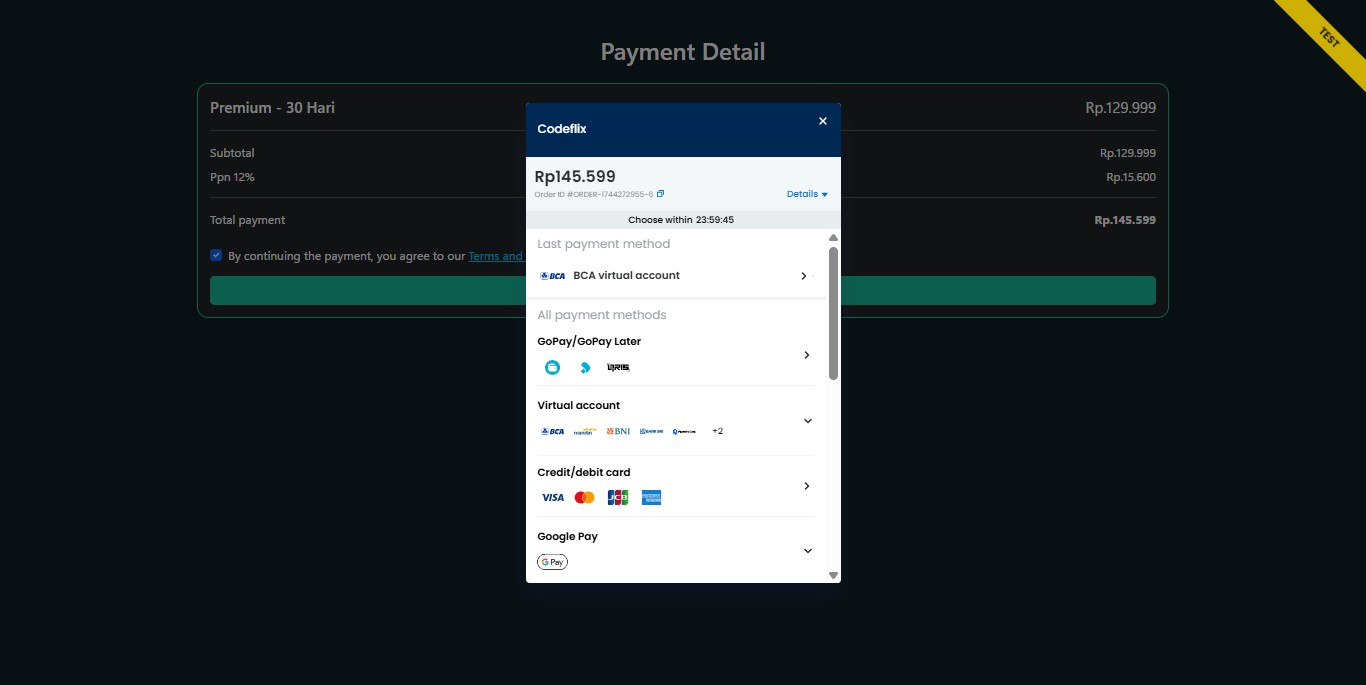 TEST
Payment Detail
Premium - 30 Hari Rp.129.999
Subtotal Rp.129.999
Ppn 12% Rp.15.600
Total payment Rp.145.599
By continuing the payment, you agree to our Terms and
Codeflix
Rp145.599
Order ID #ORDER-1744272955-6
Details
Choose within 23:59:45
Last payment method
BCA BCA virtual account
All payment methods
GoPay/GoPay Later
QRIS
Virtual account
BCA mandiri BNI BANK BRI +2
Credit/debit card
VISA JCB
Google Pay
G Pay